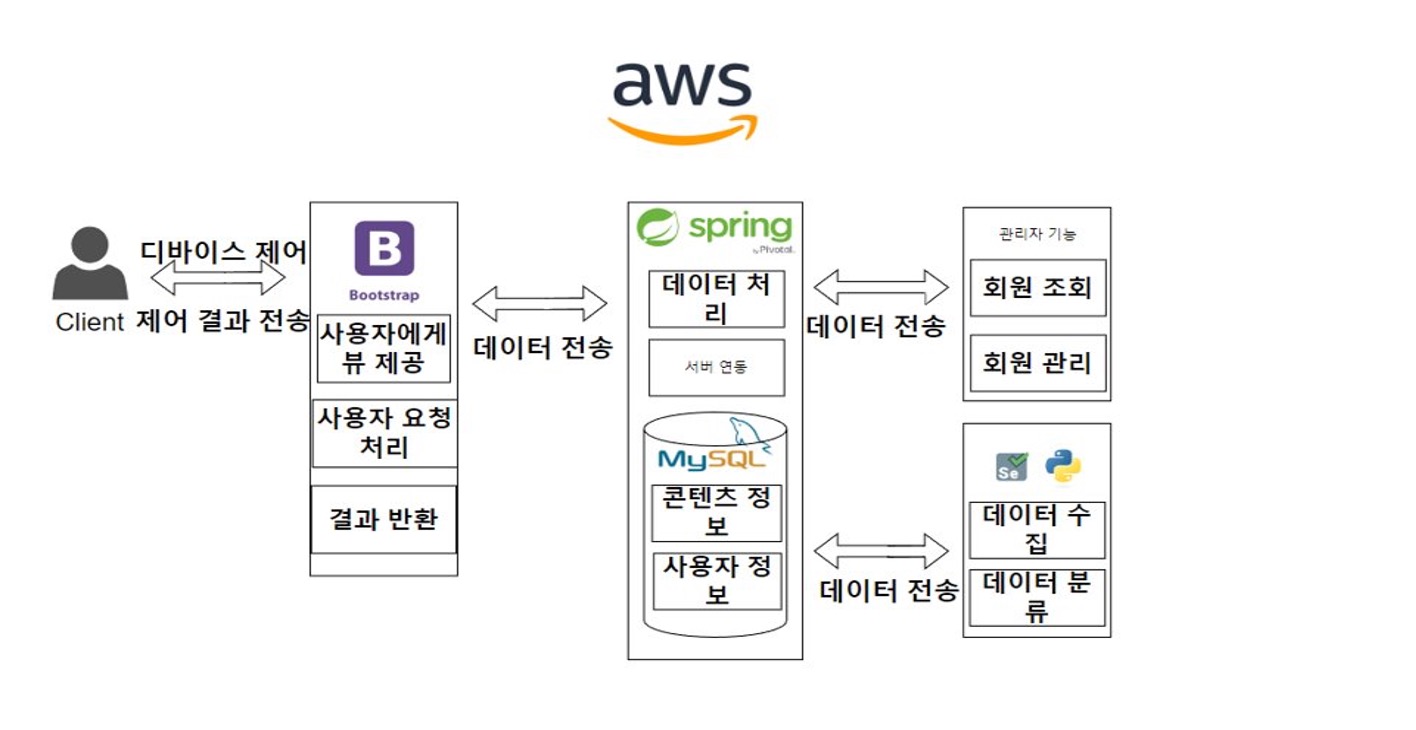 aws
디바이스 제어
Client
제어 결과 전송
B
Bootstrap
사용자에게
뷰 제공
사용자 요청
처리
결과 반환
데이터 전송
spring
by Pivotal.
데이터 처
리
서버 연동
MySQL
콘텐츠 정
보
사용자 정
보
데이터 전송
관리자 기능
회원 조회
회원 관리
데이터 전송
Se
데이터 수
집
데이터 분
류